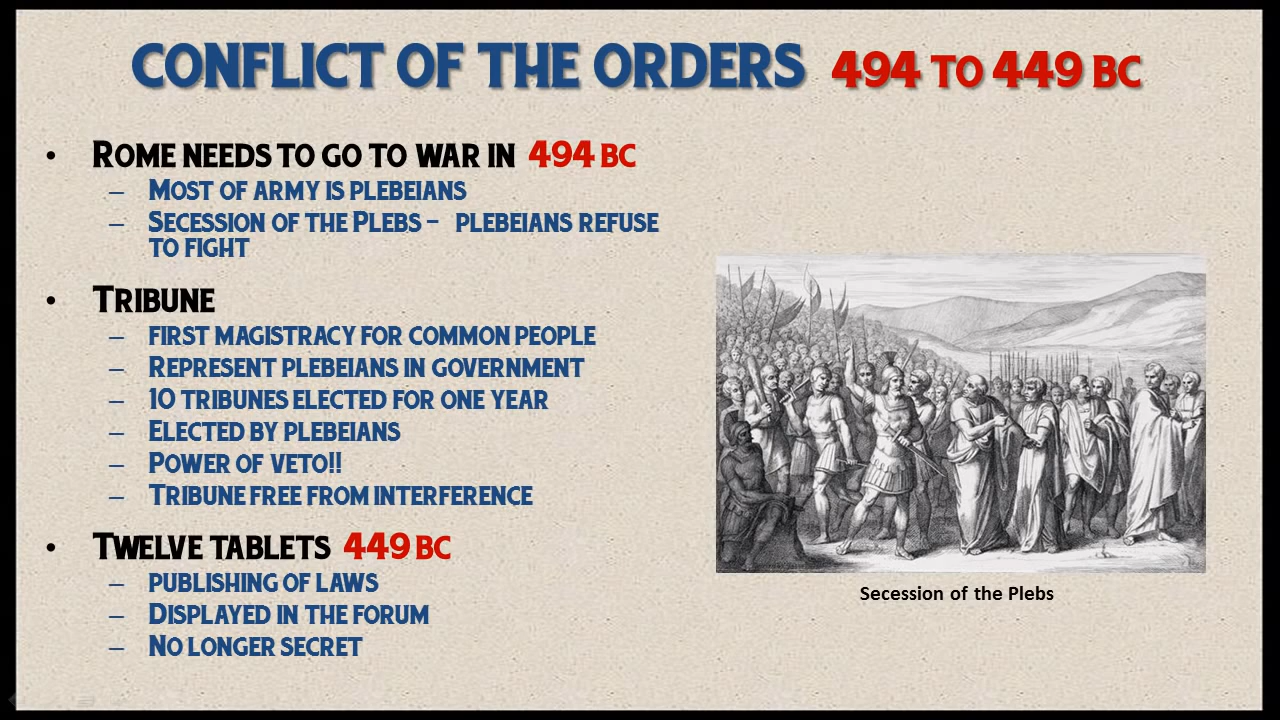 CONFLICT OF THE ORDERS 494 TO 449 BC
• ROME NEEDS TO GO TO WAR IN 494 BC
– MOST OF ARMY IS PLEBEIANS
– SECESSION OF THE PLEBS – PLEBEIANS REFUSE
TO FIGHT
• TRIBUNE
– FIRST MAGISTRACY FOR COMMON PEOPLE
– REPRESENT PLEBEIANS IN GOVERNMENT
– 10 TRIBUNES ELECTED FOR ONE YEAR
– ELECTED BY PLEBEIANS
– POWER OF VETO!!
– TRIBUNE FREE FROM INTERFERENCE
• TWELVE TABLETS 449 BC
– PUBLISHING OF LAWS
– DISPLAYED IN THE FORUM
– NO LONGER SECRET
Secession of the Plebs